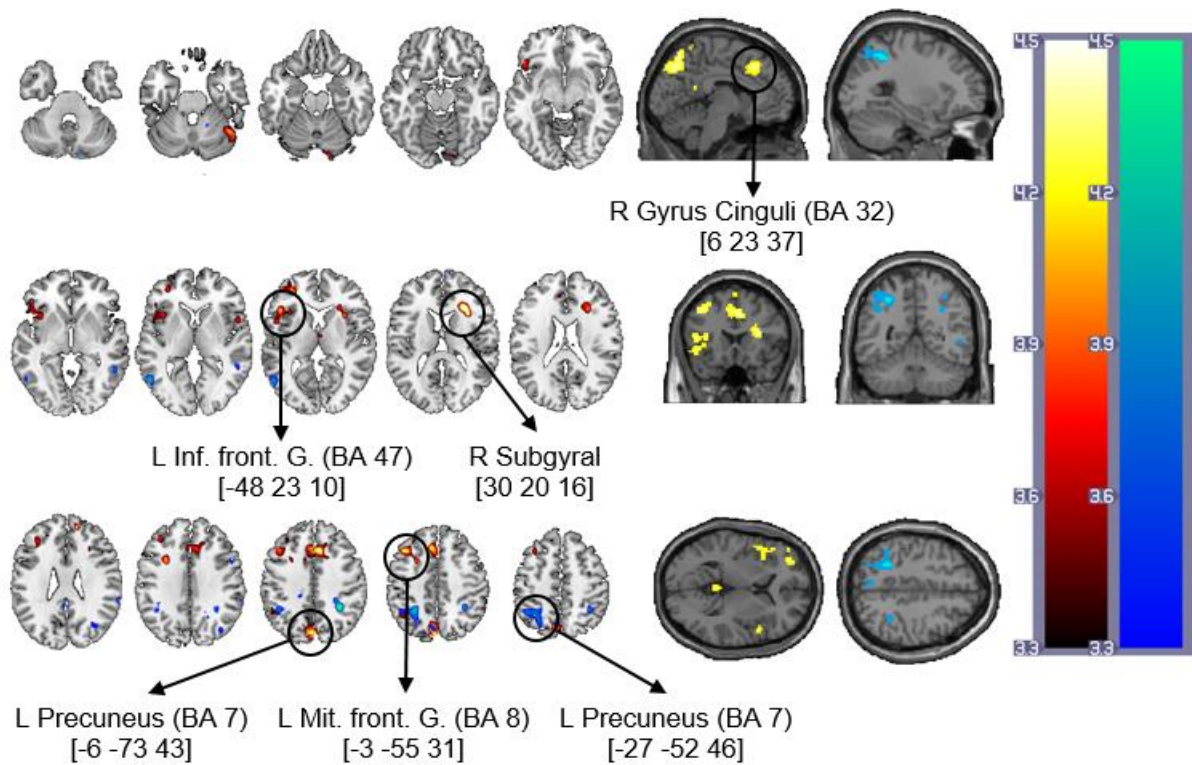 R Gyrus Cinguli (BA 32)
[6 23 37]
L Inf. front. G. (BA 47)
[-48 23 10]
R Subgyral
[30 20 16]
L Precuneus (BA 7)
[-6 -73 43]
L Mit. front. G. (BA 8)
[-3 -55 31]
L Precuneus (BA 7)
[-27 -52 46]
4.5 4.5
4.2 4.2
3.9 3.9
3.6 3.6
3.3 3.3